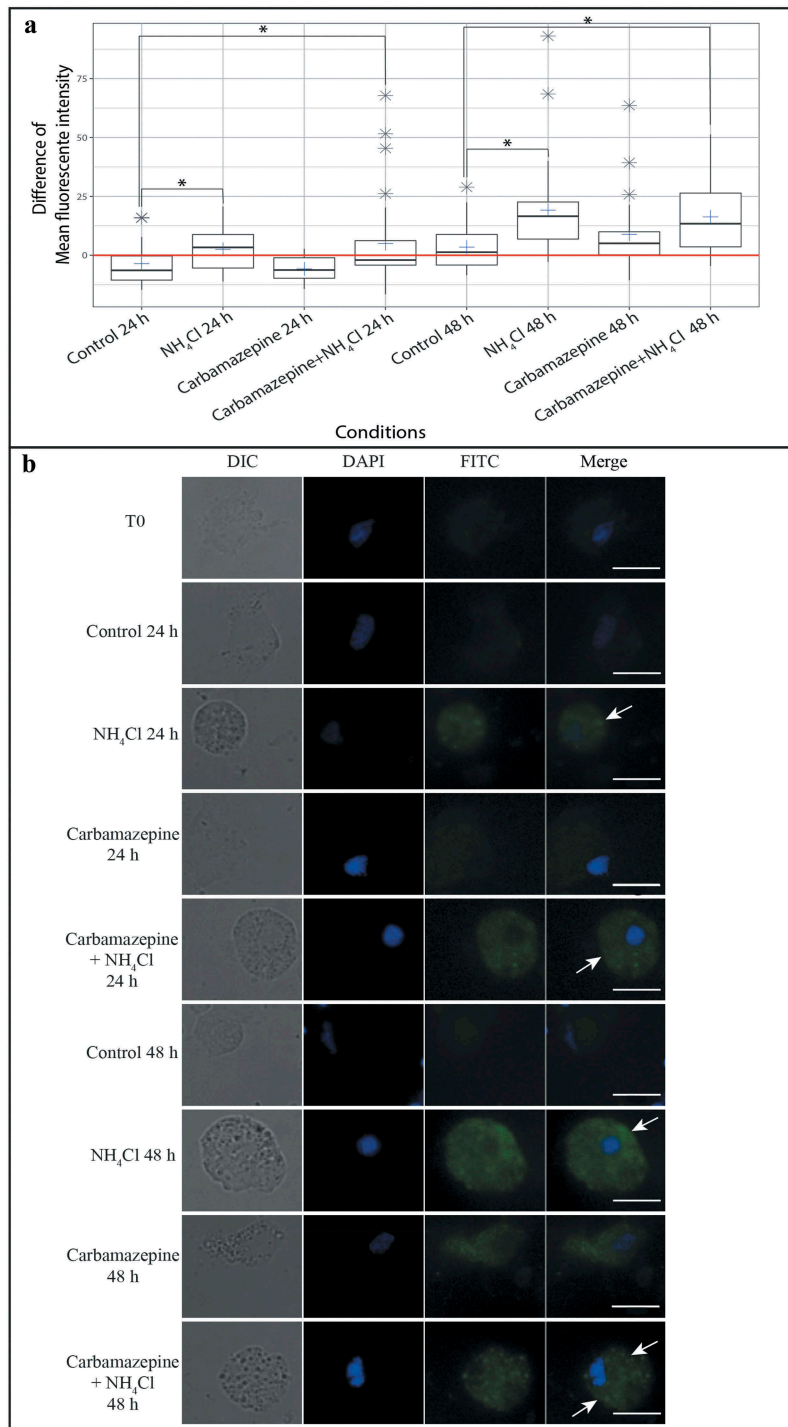 a
*
*
*
*
Difference of
Mean fluorescente intensity
75
50
25
0
Control 24 h
NH₄Cl 24 h
Carbamazepine 24 h
Carbamazepine+NH₄Cl 24 h
Control 48 h
NH₄Cl 48 h
Carbamazepine 48 h
Carbamazepine+NH₄Cl 48 h
Conditions
b
DIC DAPI FITC Merge
T0
Control 24 h
NH₄Cl 24 h
Carbamazepine
24 h
Carbamazepine
+ NH₄Cl
24 h
Control 48 h
NH₄Cl 48 h
Carbamazepine
48 h
Carbamazepine
+ NH₄Cl
48 h